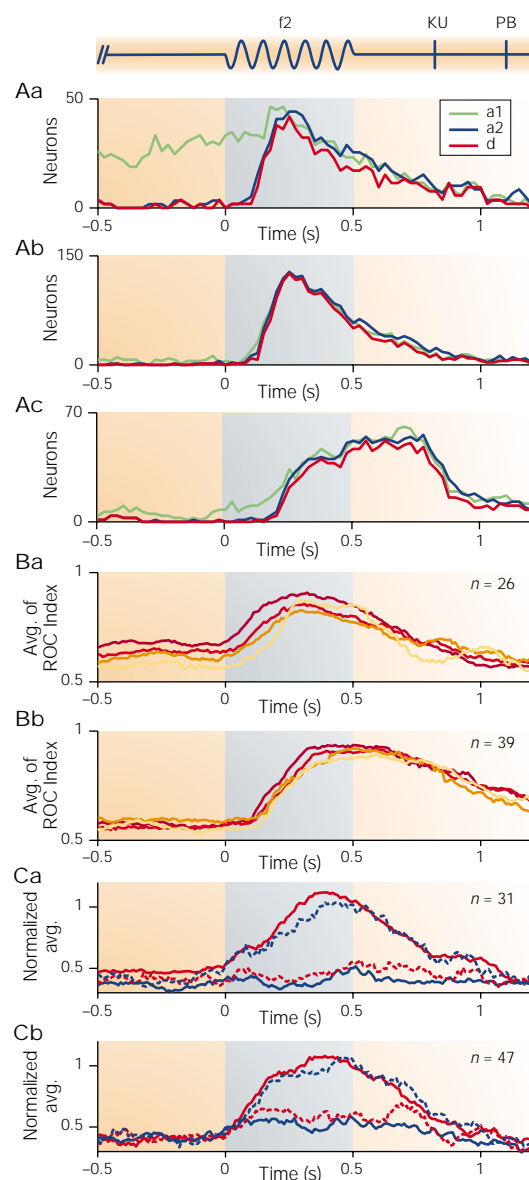 f2
KU
PB
Aa
50
Neurons
0
a1
a2
d
–0.5
0
0.5
1
Time (s)
Ab
150
Neurons
0
–0.5
0
0.5
1
Time (s)
Ac
70
Neurons
0
–0.5
0
0.5
1
Time (s)
Ba
1
Avg. of
ROC Index
0.5
n = 26
–0.5
0
0.5
1
Time (s)
Bb
1
Avg. of
ROC Index
0.5
n = 39
–0.5
0
0.5
1
Time (s)
Ca
1
Normalized
avg.
0.5
n = 31
–0.5
0
0.5
1
Time (s)
Cb
1
Normalized
avg.
0.5
n = 47
–0.5
0
0.5
1
Time (s)